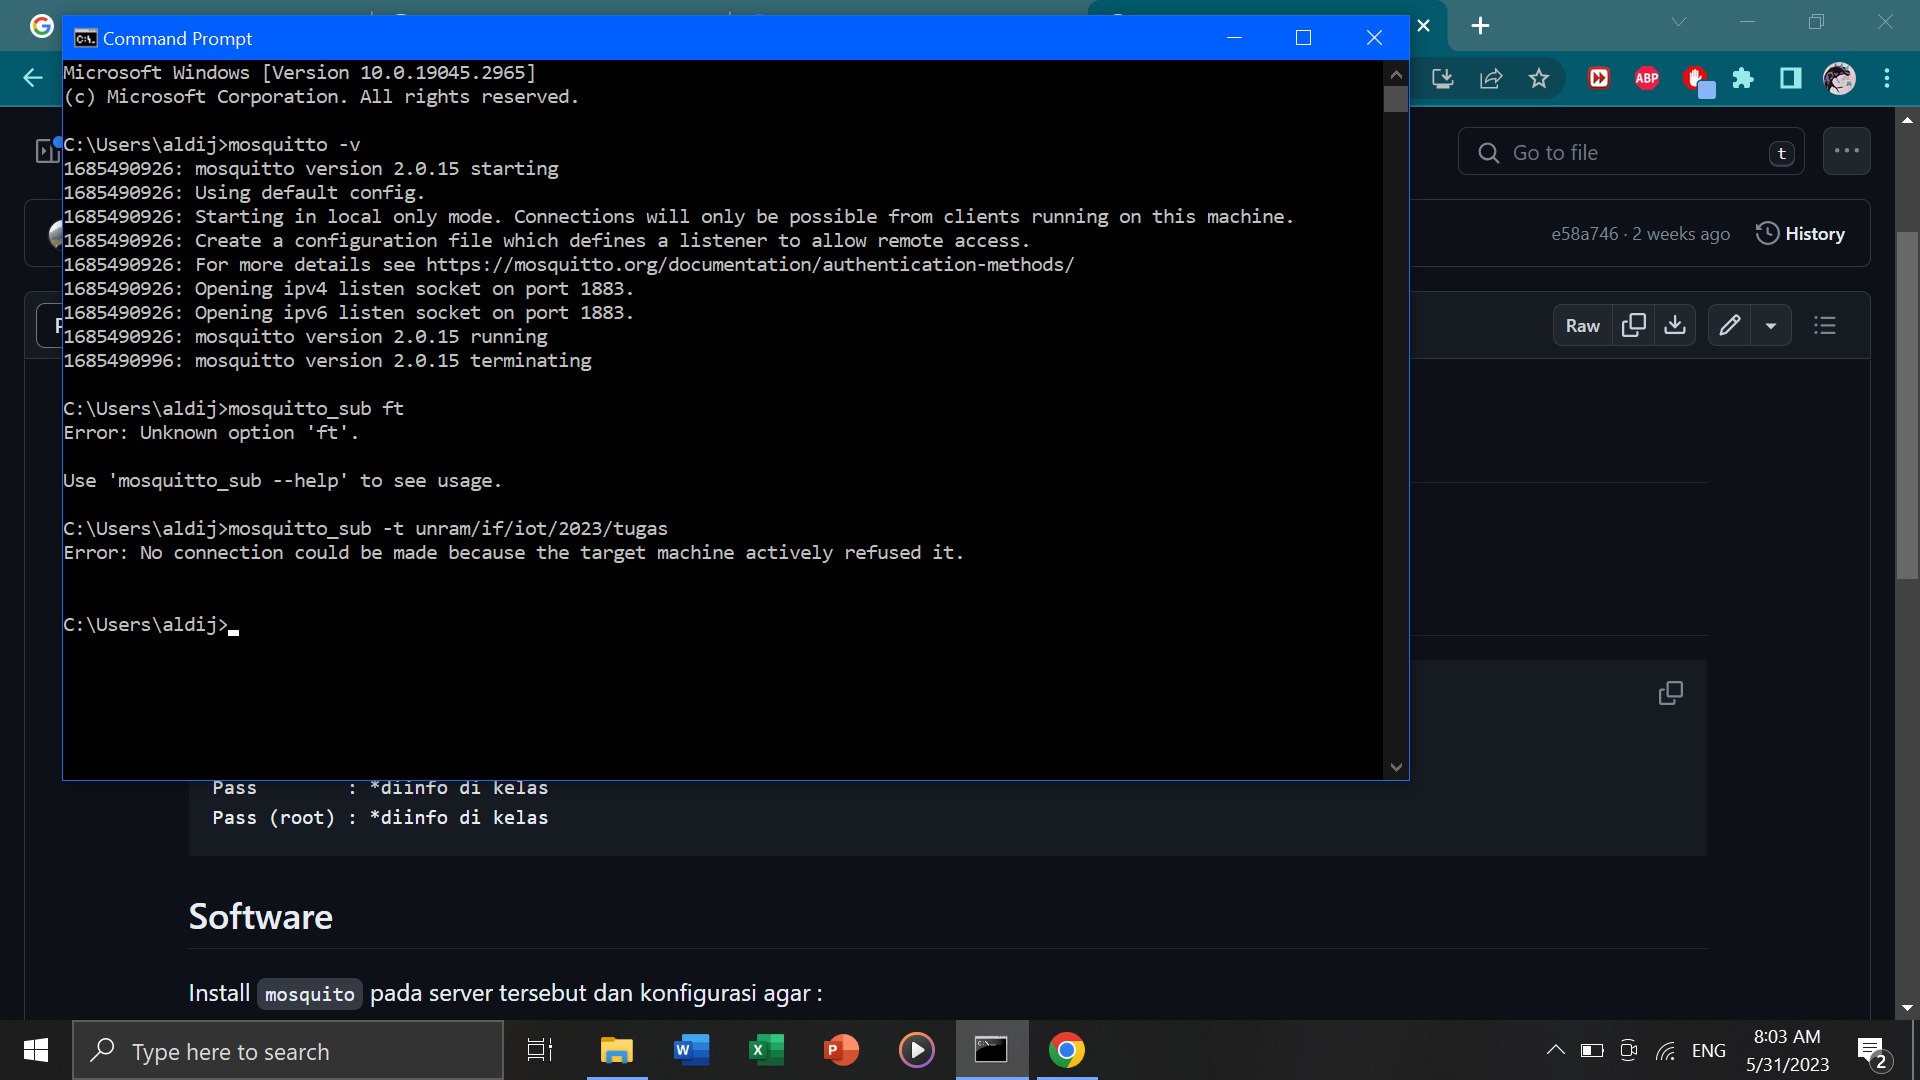 Command Prompt
Microsoft Windows [Version 10.0.19045.2965]
(c) Microsoft Corporation. All rights reserved.
C:\Users\aldij>mosquitto -v
1685490926: mosquitto version 2.0.15 starting
1685490926: Using default config.
1685490926: Starting in local only mode. Connections will only be possible from clients running on this machine.
1685490926: Create a configuration file which defines a listener to allow remote access.
1685490926: For more details see https://mosquitto.org/documentation/authentication-methods/
1685490926: Opening ipv4 listen socket on port 1883.
1685490926: Opening ipv6 listen socket on port 1883.
1685490926: mosquitto version 2.0.15 running
1685490996: mosquitto version 2.0.15 terminating
C:\Users\aldij>mosquitto_sub ft
Error: Unknown option 'ft'.
Use 'mosquitto_sub --help' to see usage.
C:\Users\aldij>mosquitto_sub -t unram/if/iot/2023/tugas
Error: No connection could be made because the target machine actively refused it.
C:\Users\aldij>
ABP
Go to file
t
e58a746 · 2 weeks ago
History
Raw
Pass : *diinfo di kelas
Pass (root) : *diinfo di kelas
Software
Install mosquito pada server tersebut dan konfigurasi agar :
Type here to search
ENG
8:03 AM
5/31/2023
2